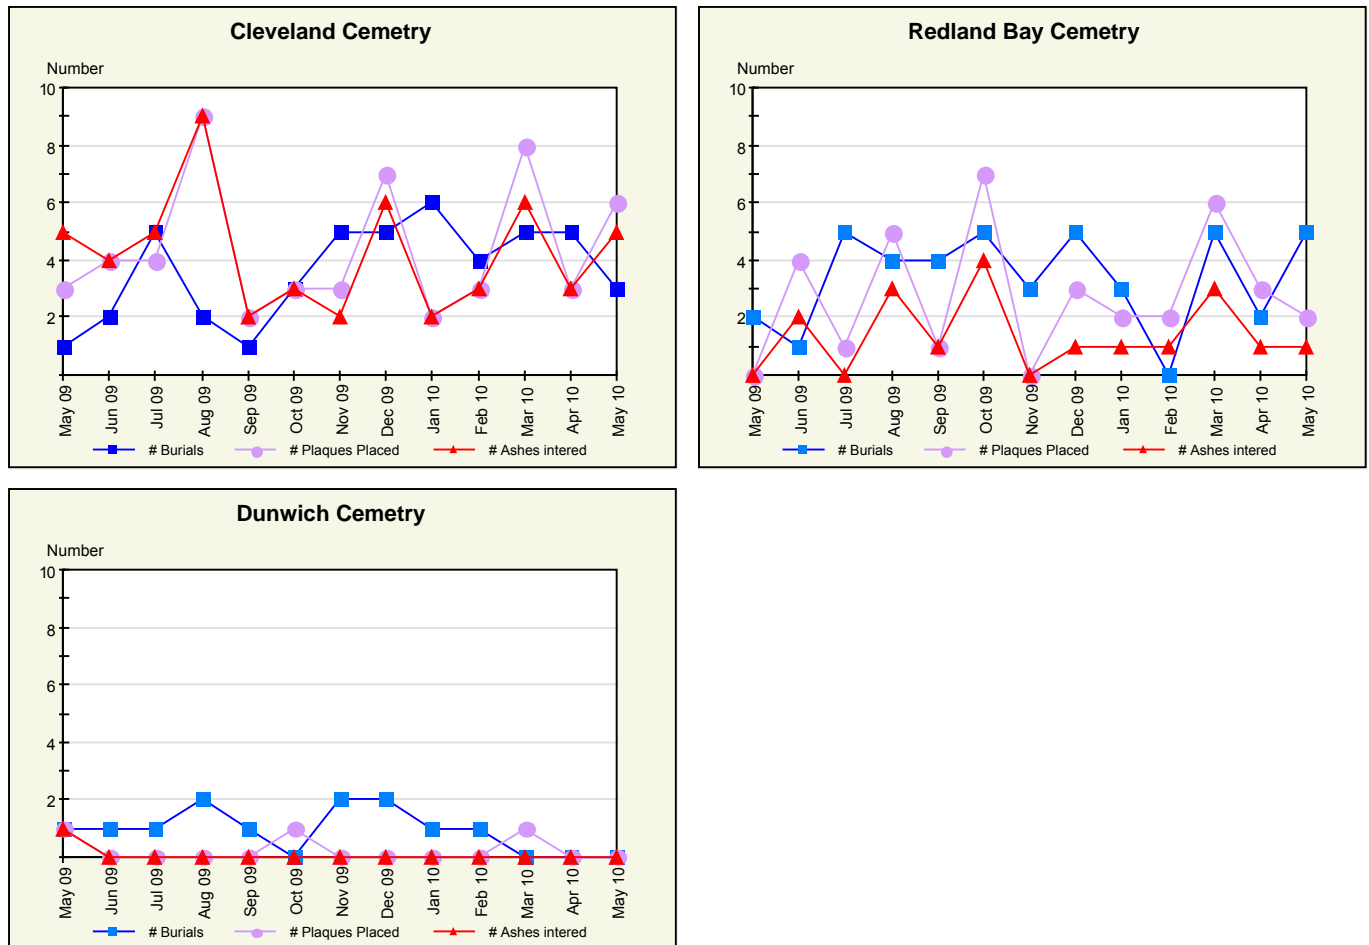 Cleveland Cemetry
Number
10
8
6
4
2
May 09 Jun 09 Jul 09 Aug 09 Sep 09 Oct 09 Nov 09 Dec 09 Jan 10 Feb 10 Mar 10 Apr 10 May 10
# Burials # Plaques Placed # Ashes intered
Redland Bay Cemetry
Number
10
8
6
4
2
May 09 Jun 09 Jul 09 Aug 09 Sep 09 Oct 09 Nov 09 Dec 09 Jan 10 Feb 10 Mar 10 Apr 10 May 10
# Burials # Plaques Placed # Ashes intered
Dunwich Cemetry
Number
10
8
6
4
2
May 09 Jun 09 Jul 09 Aug 09 Sep 09 Oct 09 Nov 09 Dec 09 Jan 10 Feb 10 Mar 10 Apr 10 May 10
# Burials # Plaques Placed # Ashes intered